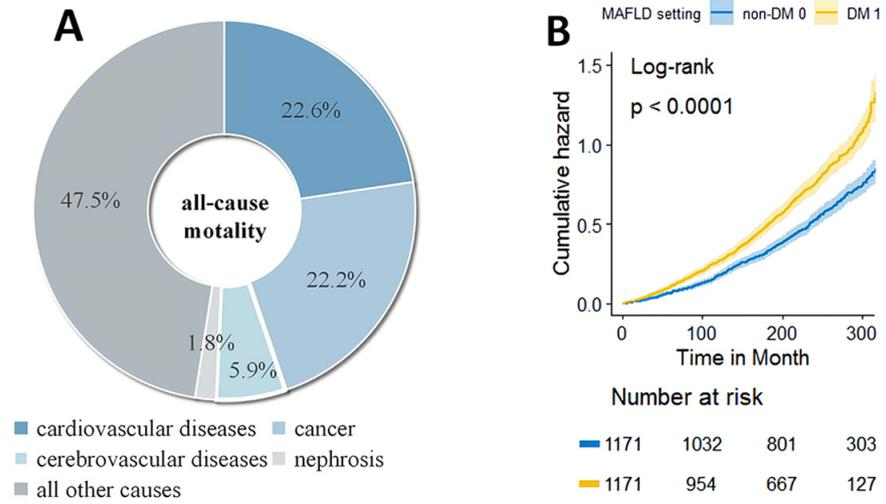 A
22.6%
47.5%
all-cause
motality
22.2%
1.8%
5.9%
cardiovascular diseases
cancer
cerebrovascular diseases
nephrosis
all other causes
MAFLD setting non-DM 0 DM 1
B
Log-rank
p < 0.0001
Cumulative hazard
1.5
1.0
0.5
0.0
0 100 200 300
Time in Month
Number at risk
1171 1032 801 303
1171 954 667 127